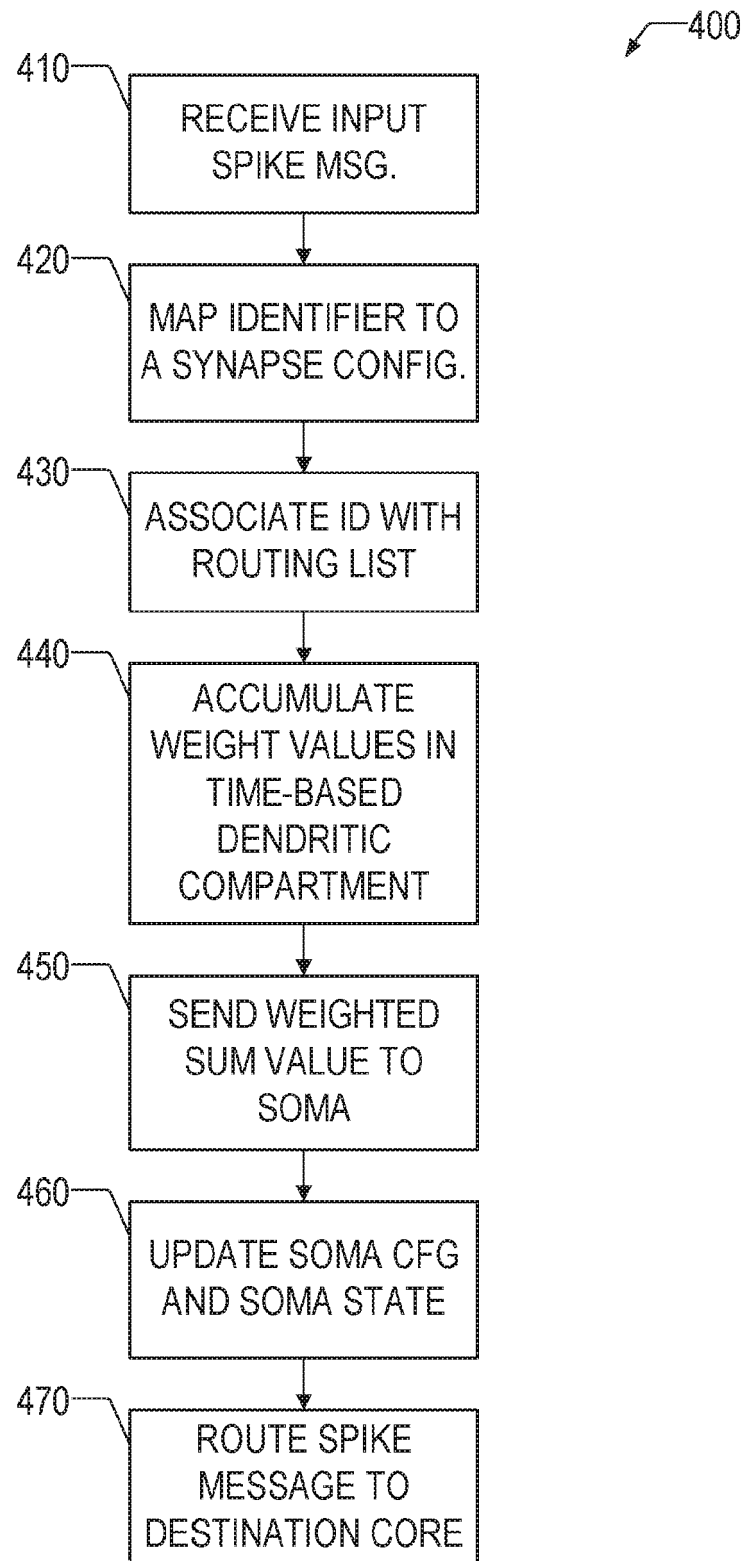 400
410
RECEIVE INPUT
SPIKE MSG.
420
MAP IDENTIFIER TO
A SYNAPSE CONFIG.
430
ASSOCIATE ID WITH
ROUTING LIST
440
ACCUMULATE
WEIGHT VALUES IN
TIME-BASED
DENDRITIC
COMPARTMENT
450
SEND WEIGHTED
SUM VALUE TO
SOMA
460
UPDATE SOMA CFG
AND SOMA STATE
470
ROUTE SPIKE
MESSAGE TO
DESTINATION CORE